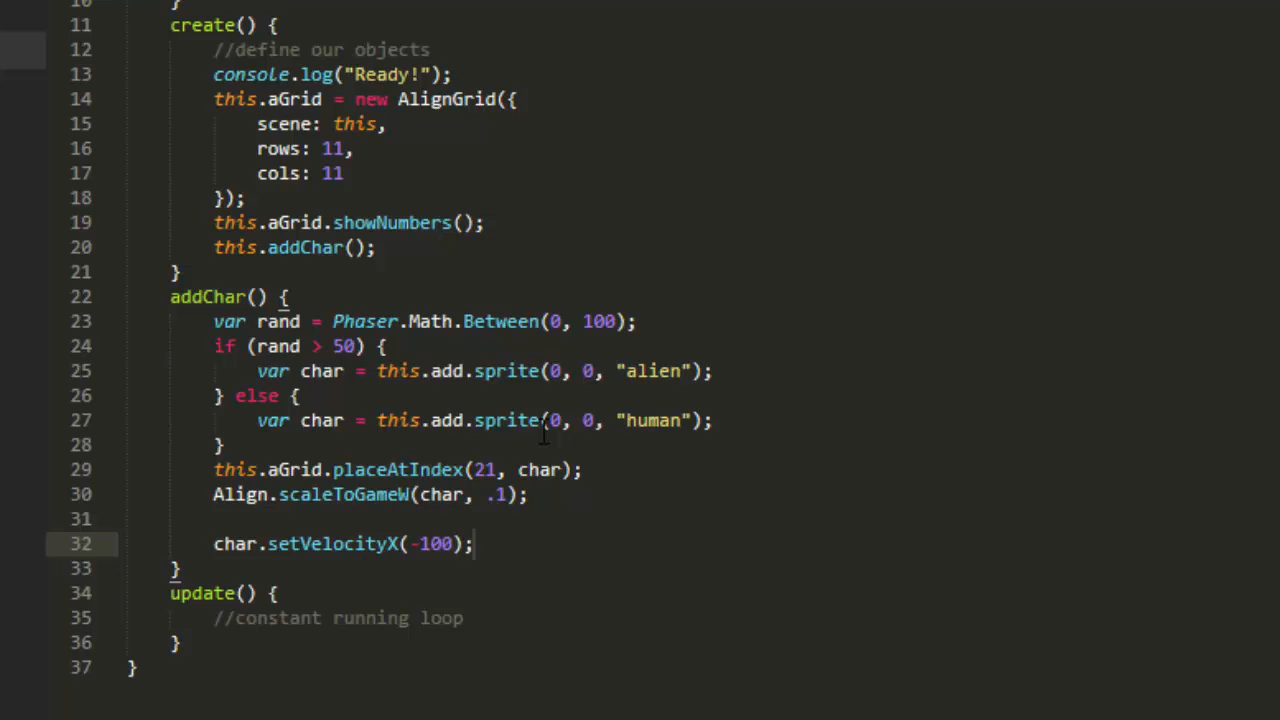 10 }
11 create() {
12 //define our objects
13 console.log("Ready!");
14 this.aGrid = new AlignGrid({
15 scene: this,
16 rows: 11,
17 cols: 11
18 });
19 this.aGrid.showNumbers();
20 this.addChar();
21 }
22 addChar() {
23 var rand = Phaser.Math.Between(0, 100);
24 if (rand > 50) {
25 var char = this.add.sprite(0, 0, "alien");
26 } else {
27 var char = this.add.sprite(0, 0, "human");
28 }
29 this.aGrid.placeAtIndex(21, char);
30 Align.scaleToGameW(char, .1);
31
32 char.setVelocityX(-100);
33 }
34 update() {
35 //constant running loop
36 }
37 }